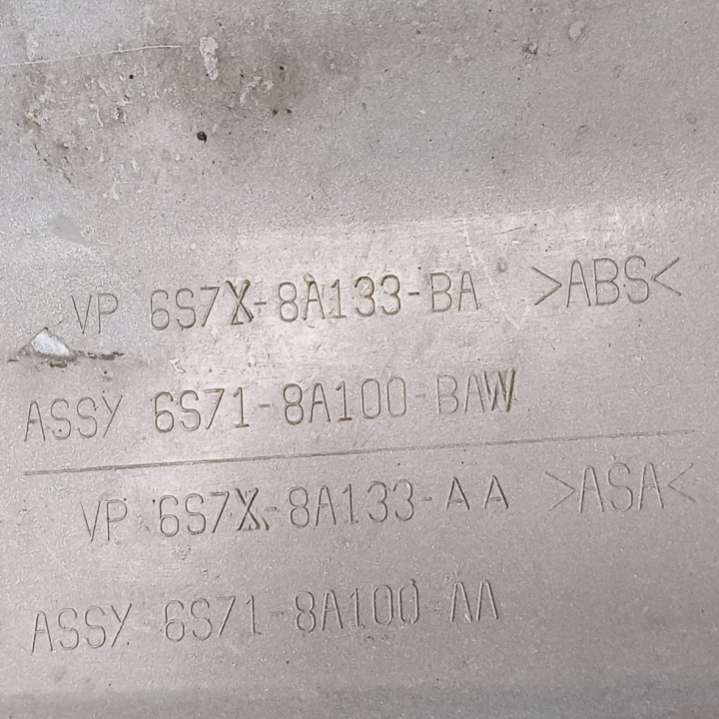 VP 6S7X-8A133-BA >ABS<
ASSY 6S71-8A100-BAW
VP 6S7X-8A133-AA >ASA<
ASSY 6S71-8A100-AA